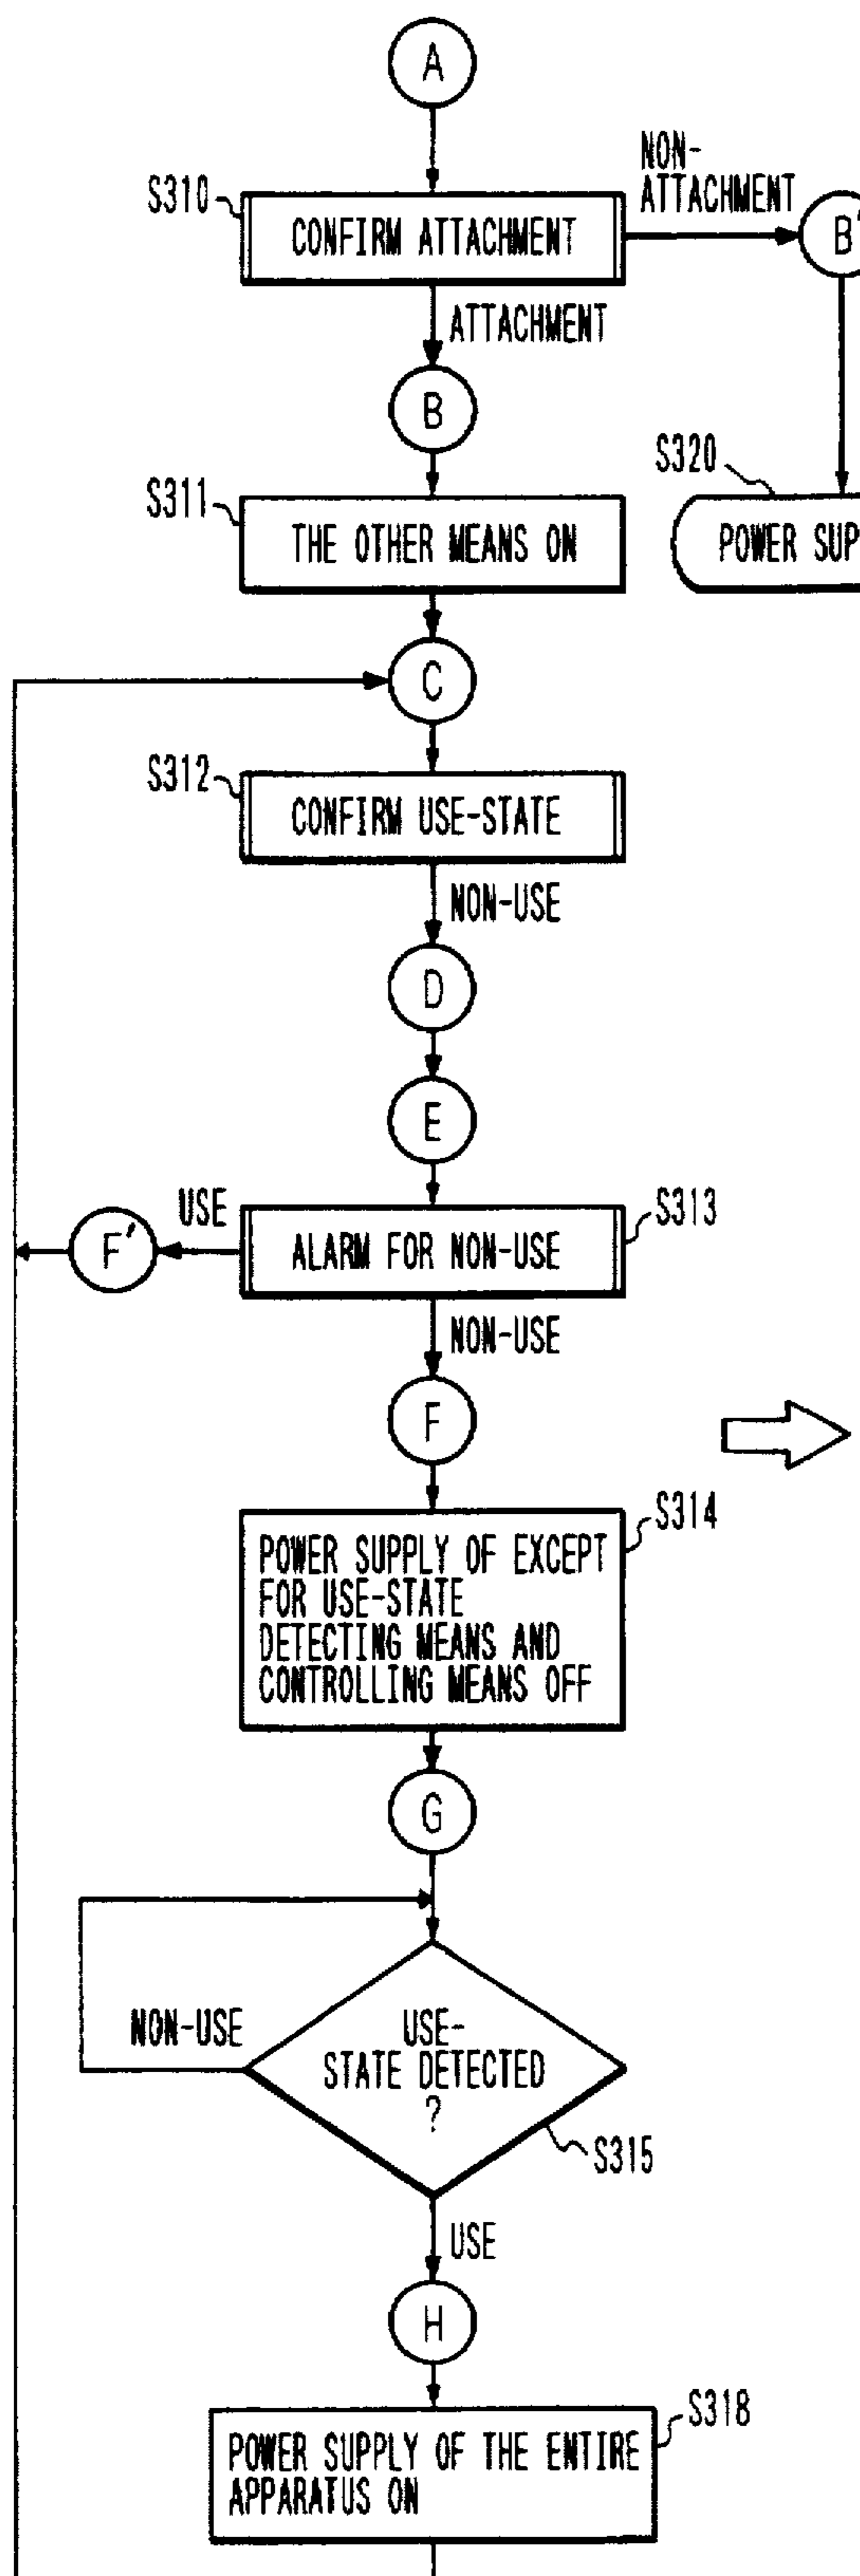 A
NON-
ATTACHMENT
S310
CONFIRM ATTACHMENT
B'
ATTACHMENT
B
S320
S311
THE OTHER MEANS ON
POWER SUP
C
S312
CONFIRM USE-STATE
NON-USE
D
E
USE
S313
F'
ALARM FOR NON-USE
NON-USE
F
S314
POWER SUPPLY OF EXCEPT
FOR USE-STATE
DETECTING MEANS AND
CONTROLLING MEANS OFF
G
NON-USE
USE-
STATE DETECTED
?
S315
USE
H
S318
POWER SUPPLY OF THE ENTIRE
APPARATUS ON